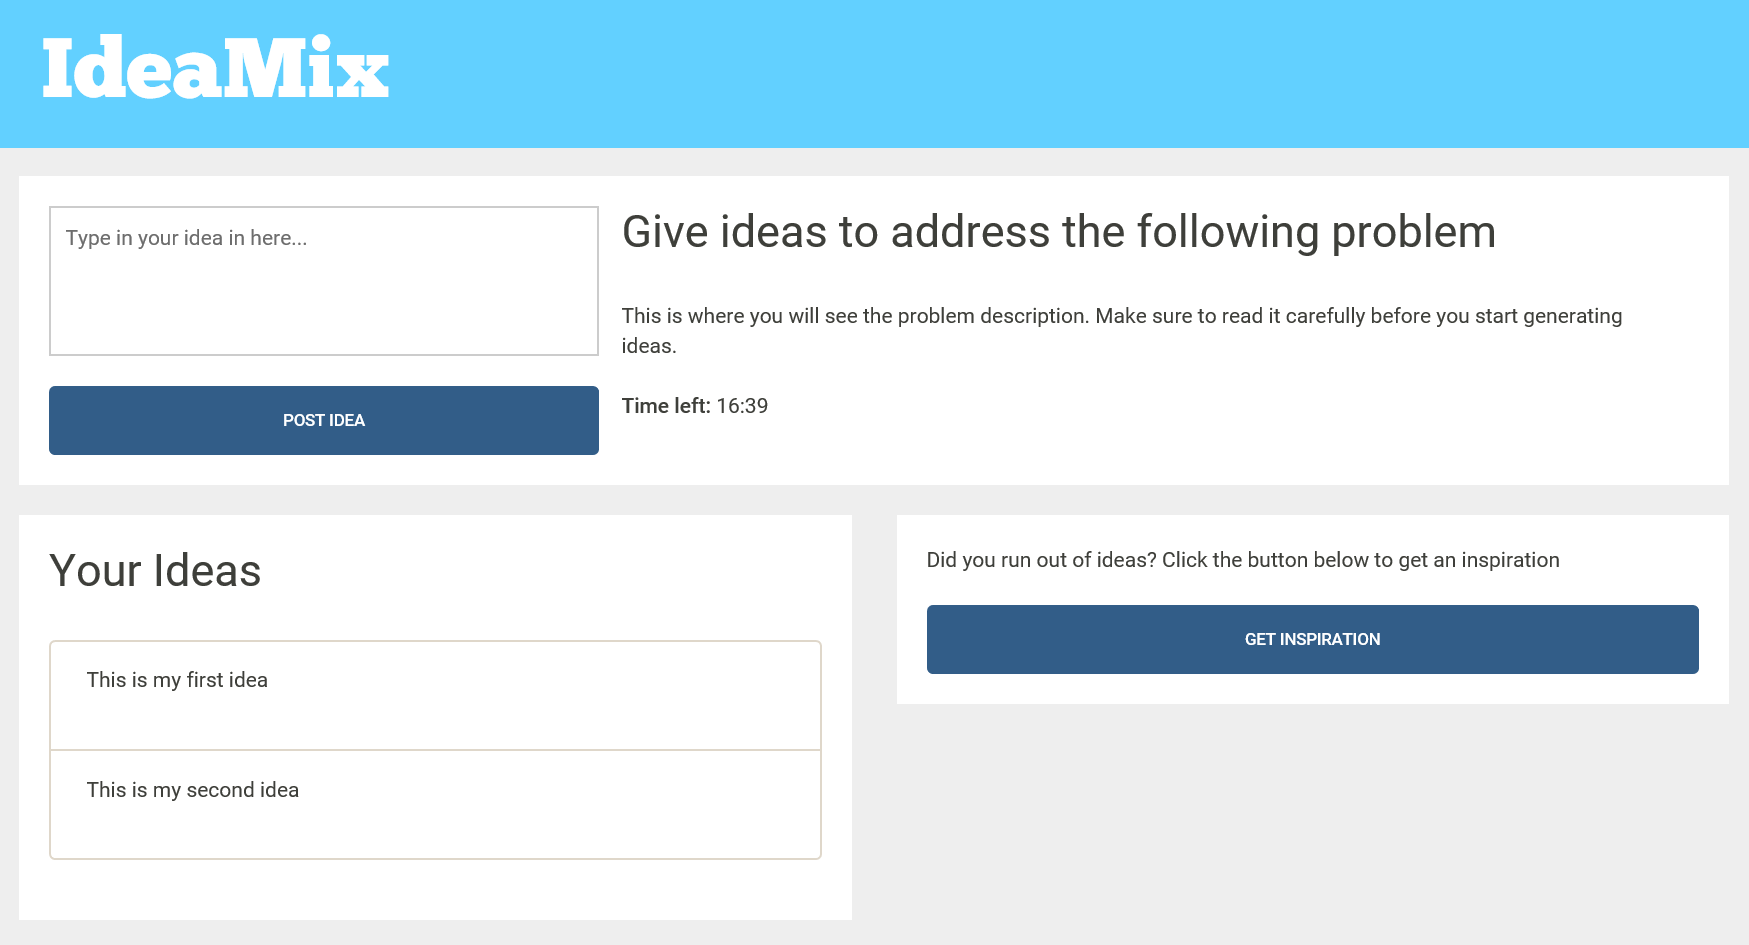 IdeaMix
Type in your idea in here...
POST IDEA
Give ideas to address the following problem
This is where you will see the problem description. Make sure to read it carefully before you start generating
ideas.
Time left: 16:39
Your Ideas
This is my first idea
This is my second idea
Did you run out of ideas? Click the button below to get an inspiration
GET INSPIRATION